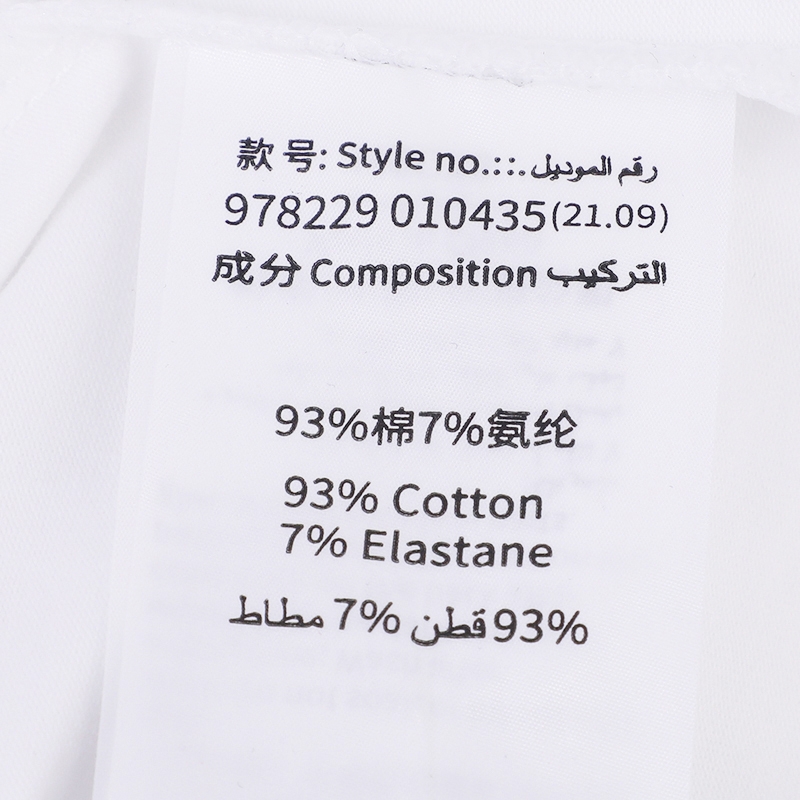 款号: Style no.::. رقم الموديل
978229 010435(21.09)
成分 Composition التركيب
93%棉7%氨纶
93% Cotton
7% Elastane
93% قطن 7% مطاط